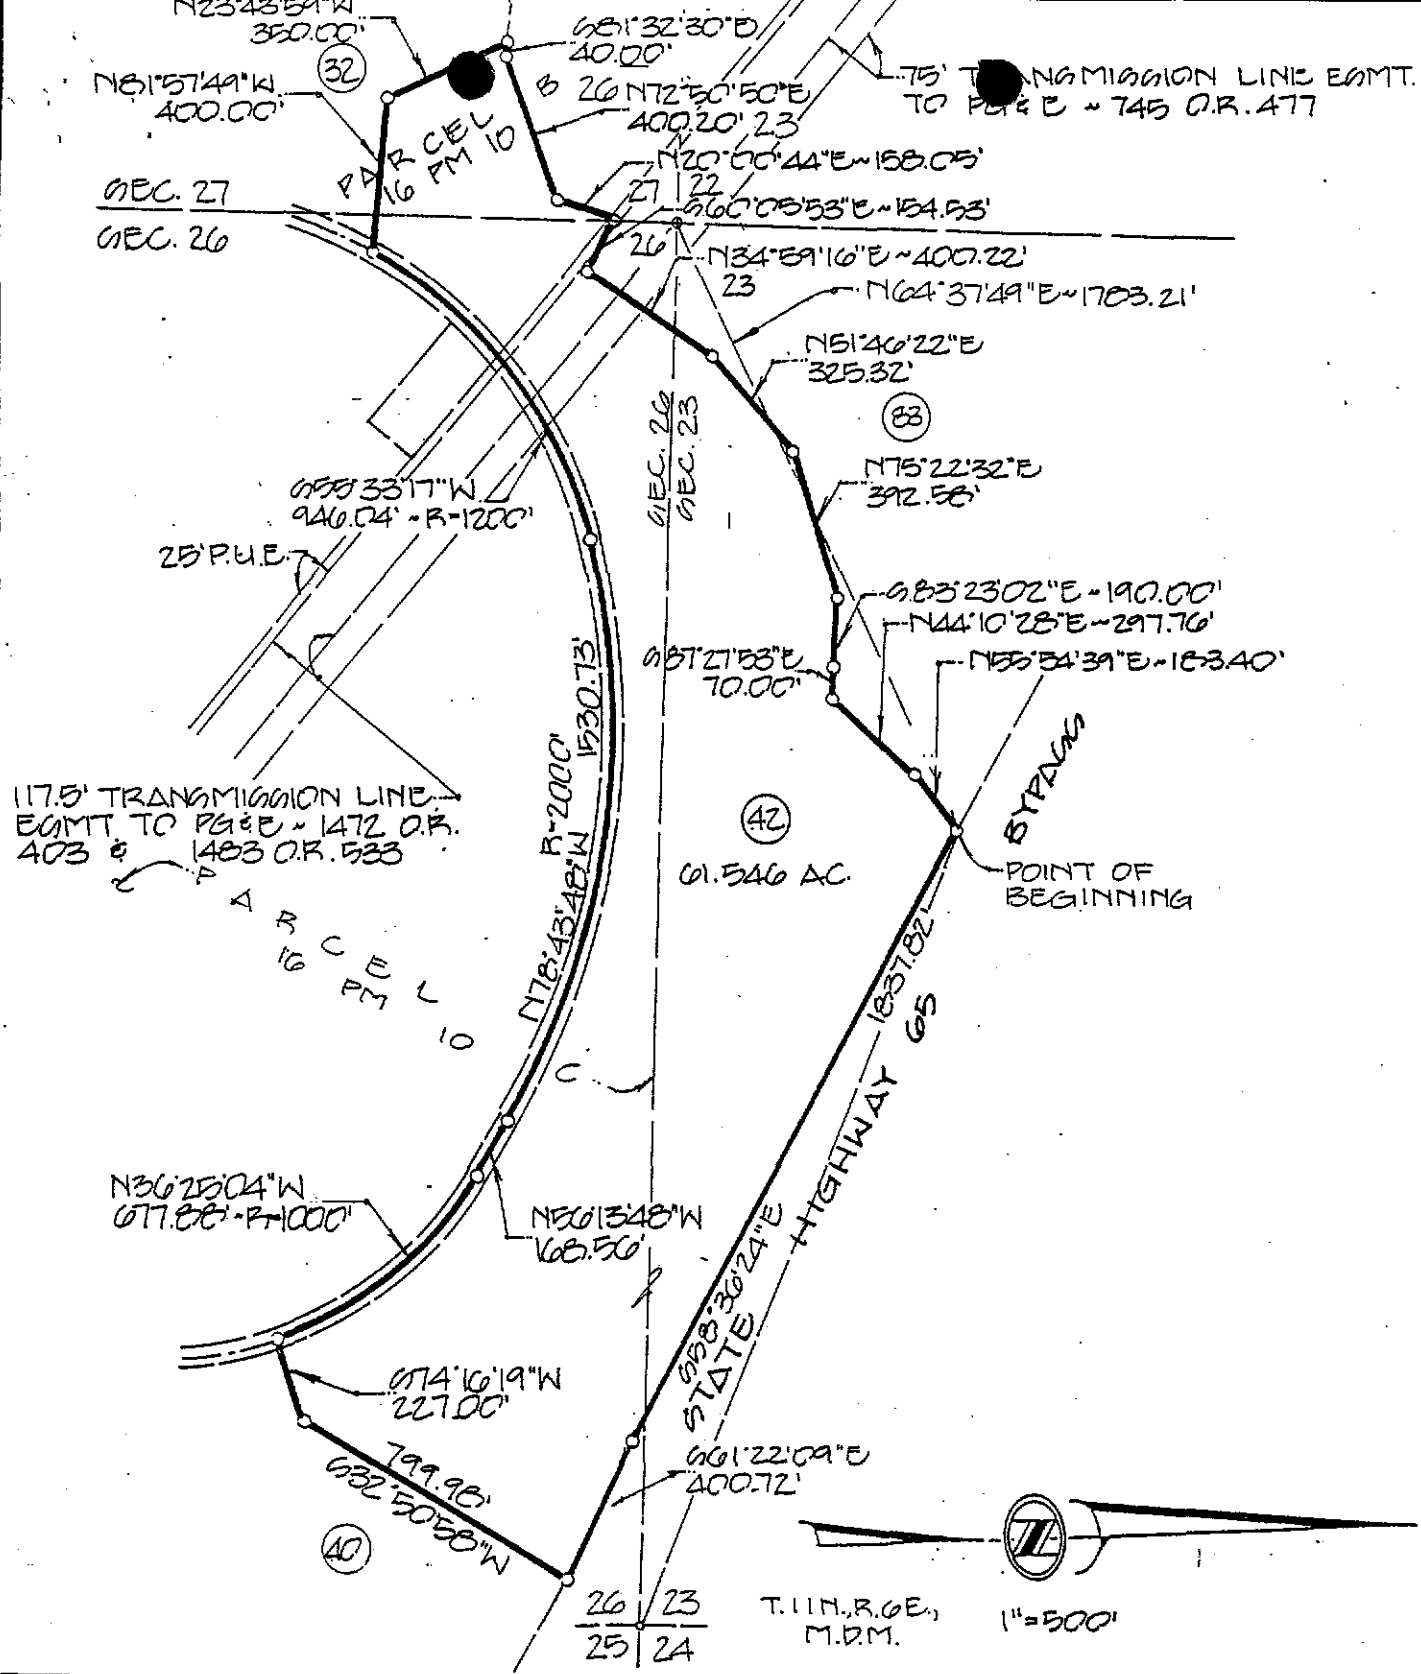 N23°43'59"W
350.00'
32
N81°57'49"W
400.00'
S81°32'30"E
40.00'
B
26
N72°50'50"E
400.20'
23
75' TRANSMISSION LINE ESMT.
TO PG&E ~ 745 O.R. 477
PARCEL
16 PM 10
N20°00'44"E~158.05'
27
22
SEC. 27
SEC. 26
S60°05'53"E~154.53'
26
N34°59'16"E~400.22'
23
N64°37'49"E~1783.21'
N51°46'22"E
325.32'
83
SEC. 26
SEC. 23
N75°22'32"E
392.58'
S55°33'17"W
946.04'~R=1200'
25' P.U.E.
S.83°23'02"E~190.00'
N44°10'28"E~297.76'
S87°27'53"E
70.00'
N55°54'39"E~183.40'
BYPASS
R=2000'
1530.73'
N78°43'48"W
117.5' TRANSMISSION LINE
ESMT. TO PG&E ~ 1472 O.R.
403 & 1483 O.R. 533
42
61.546 AC.
POINT OF
BEGINNING
PARCEL
16 PM 10
C
1837.82'
S58°36'24"E
STATE HIGHWAY 65
N36°25'04"W
677.88'~R=1000'
N56°13'48"W
168.56'
S74°16'19"W
227.00'
799.98'
S32°50'58"W
40
S61°22'09"E
400.72'
26 23
25 24
T.11N.,R.6E.,
M.D.M.
1"=500'